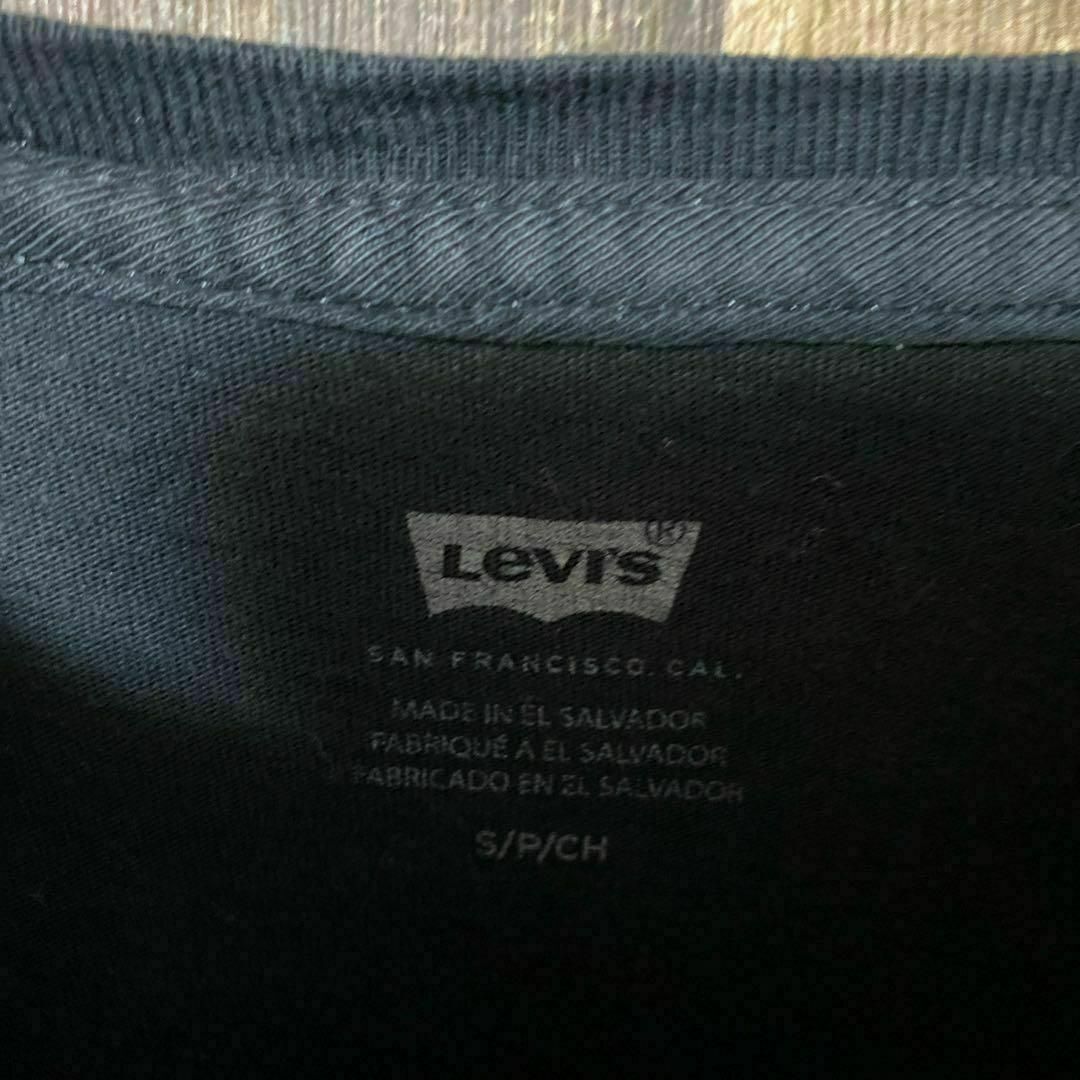 Levi's ®
SAN FRANCISCO. CAL.
MADE IN EL SALVADOR
FABRIQUÉ A EL SALVADOR
FABRICADO EN EL SALVADOR
S/P/CH